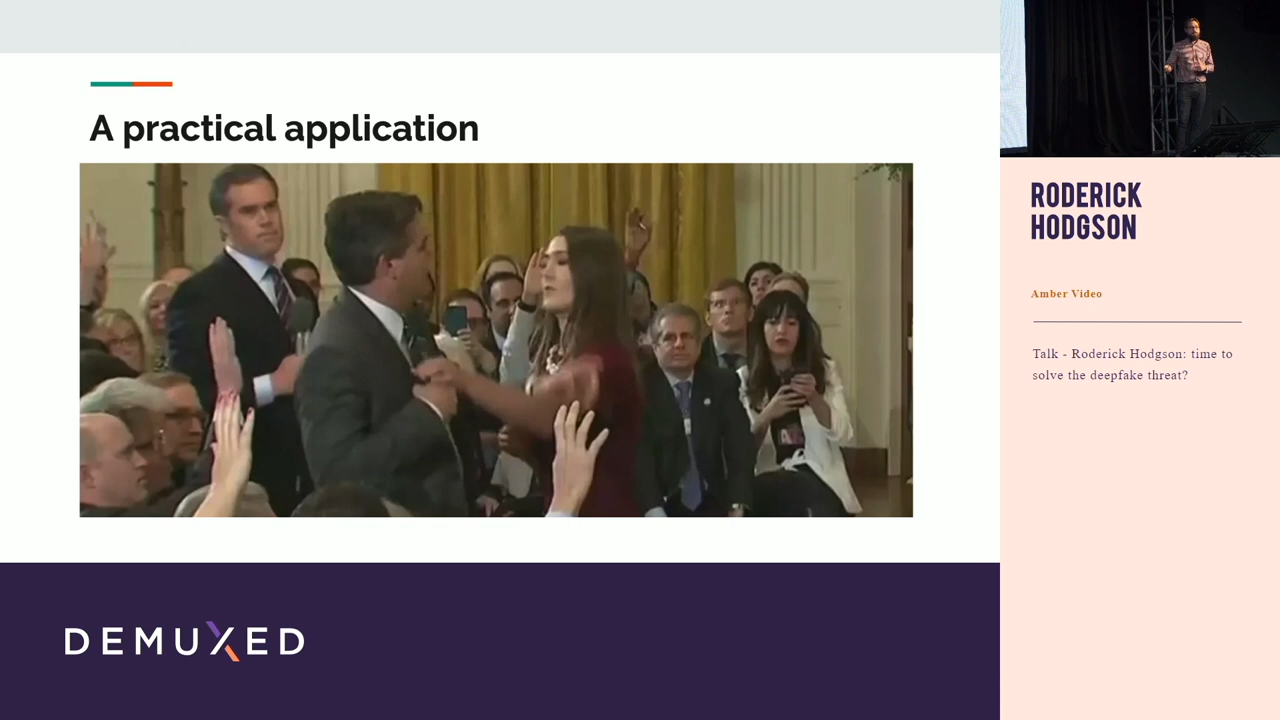 A practical application
RODERICK
HODGSON
Amber Video
Talk - Roderick Hodgson: time to
solve the deepfake threat?
DEMUXED